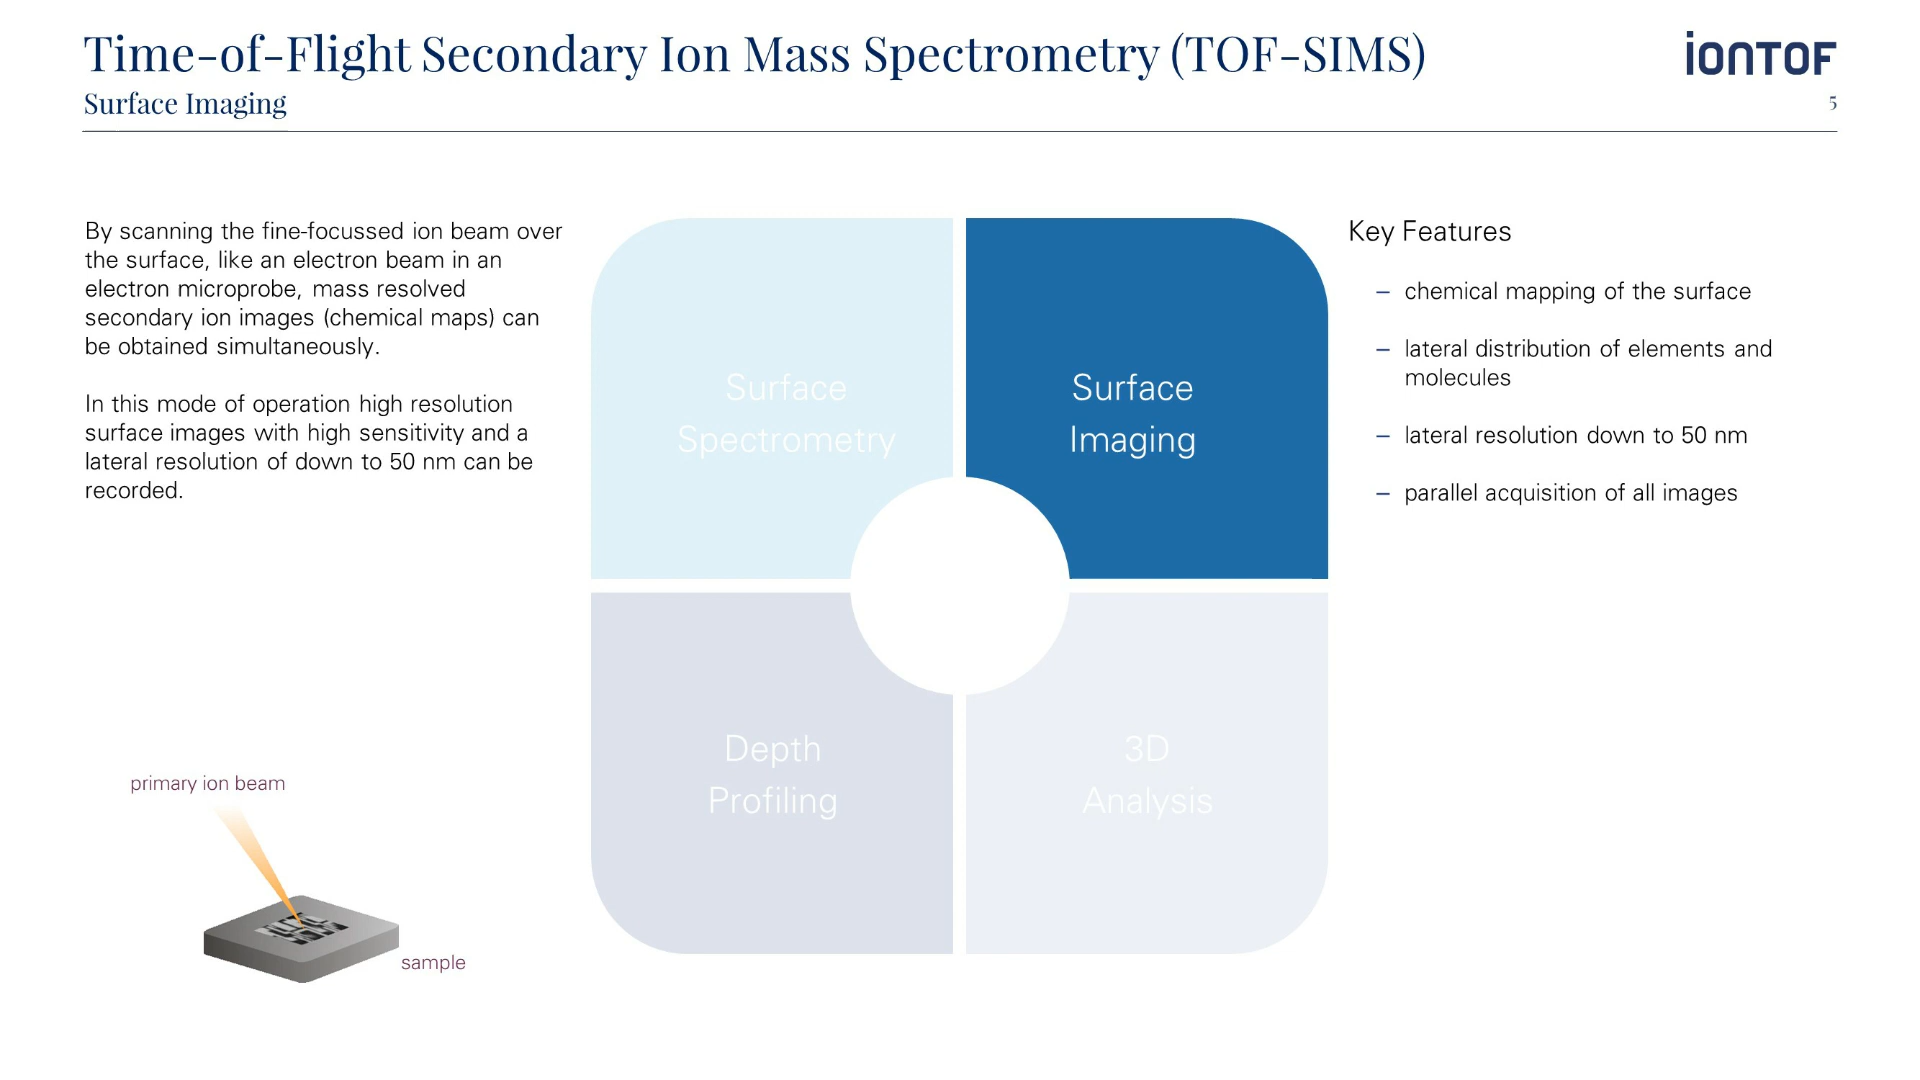 Time-of-Flight Secondary Ion Mass Spectrometry (TOF-SIMS)
Surface Imaging
iontof
5
By scanning the fine-focussed ion beam over
the surface, like an electron beam in an
electron microprobe, mass resolved
secondary ion images (chemical maps) can
be obtained simultaneously.
In this mode of operation high resolution
surface images with high sensitivity and a
lateral resolution of down to 50 nm can be
recorded.
primary ion beam
sample
Surface
Spectrometry
Surface
Imaging
Depth
Profiling
3D
Analysis
Key Features
– chemical mapping of the surface
– lateral distribution of elements and
molecules
– lateral resolution down to 50 nm
– parallel acquisition of all images